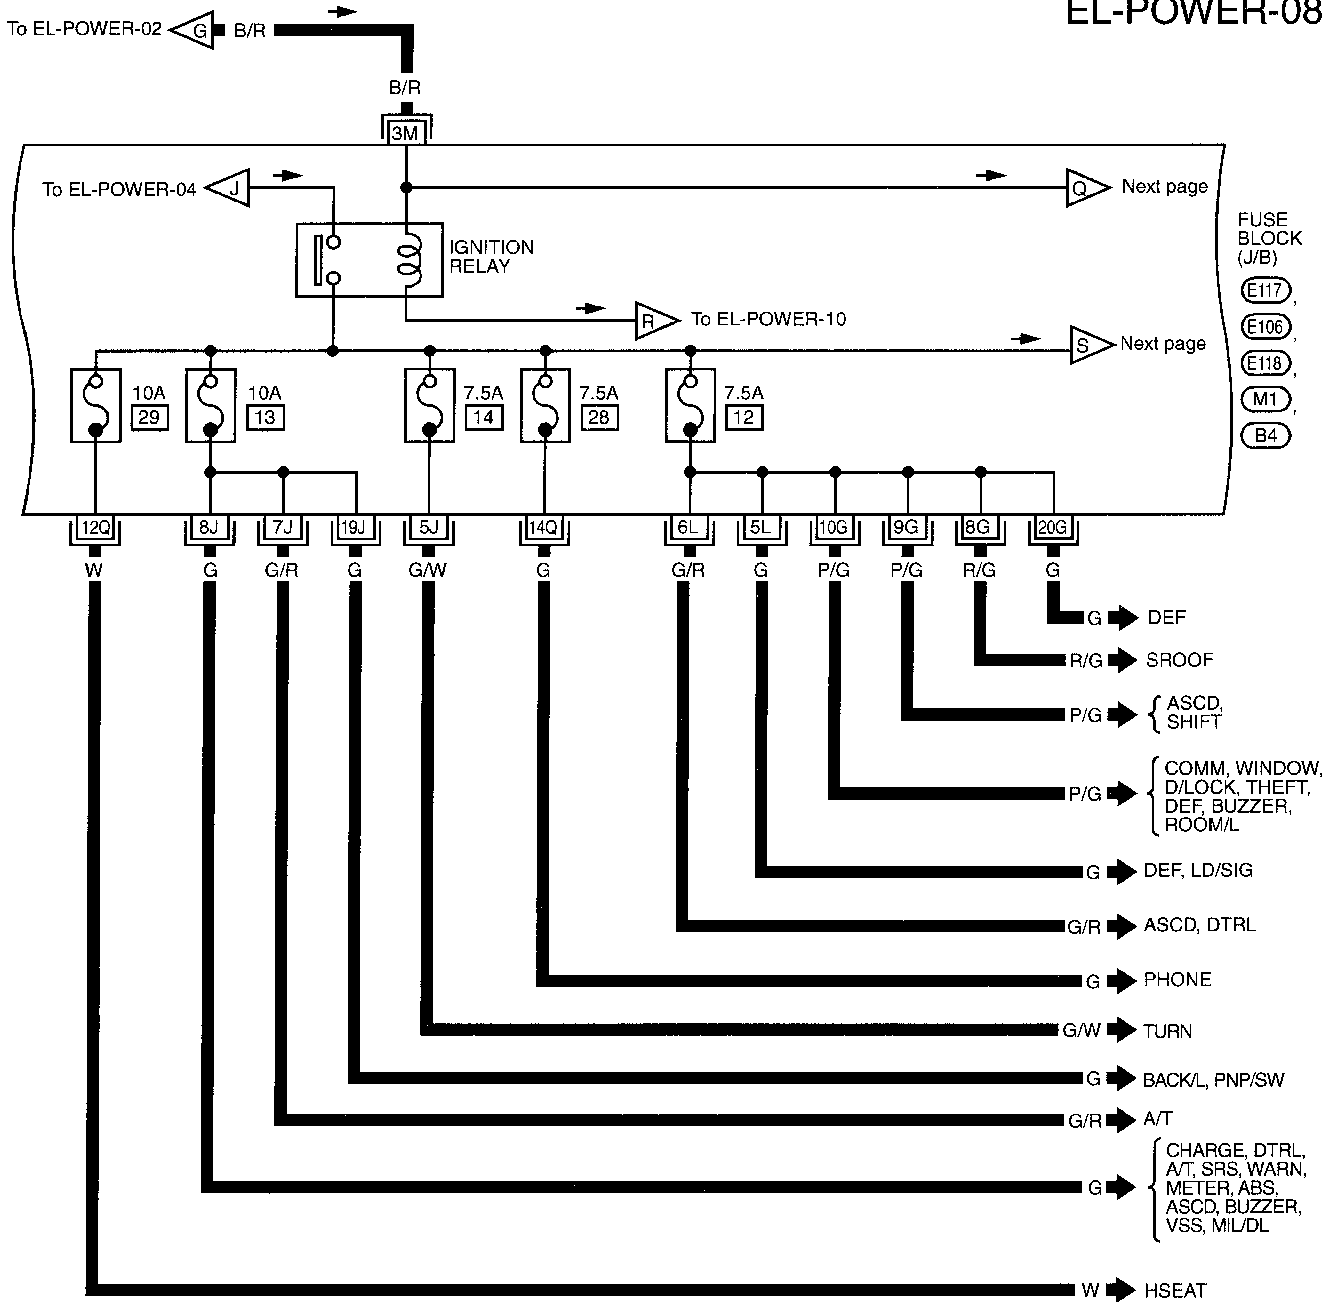 EL-POWER-08
To EL-POWER-02 G B/R
B/R
3M
To EL-POWER-04 J
Q Next page
IGNITION
RELAY
FUSE
BLOCK
(J/B)
E117 ,
E106 ,
E118 ,
M1 ,
B4
R To EL-POWER-10
S Next page
10A
29
10A
13
7.5A
14
7.5A
28
7.5A
12
12Q 8J 7J 19J 5J 14Q 6L 5L 10G 9G 8G 20G
W G G/R G G/W G G/R G P/G P/G R/G G
G DEF
R/G SROOF
P/G ASCD,
SHIFT
P/G COMM, WINDOW,
D/LOCK, THEFT,
DEF, BUZZER,
ROOM/L
G DEF, LD/SIG
G/R ASCD, DTRL
G PHONE
G/W TURN
G BACK/L, PNP/SW
G/R A/T
G CHARGE, DTRL,
A/T, SRS, WARN,
METER, ABS,
ASCD, BUZZER,
VSS, MIL/DL
W HSEAT